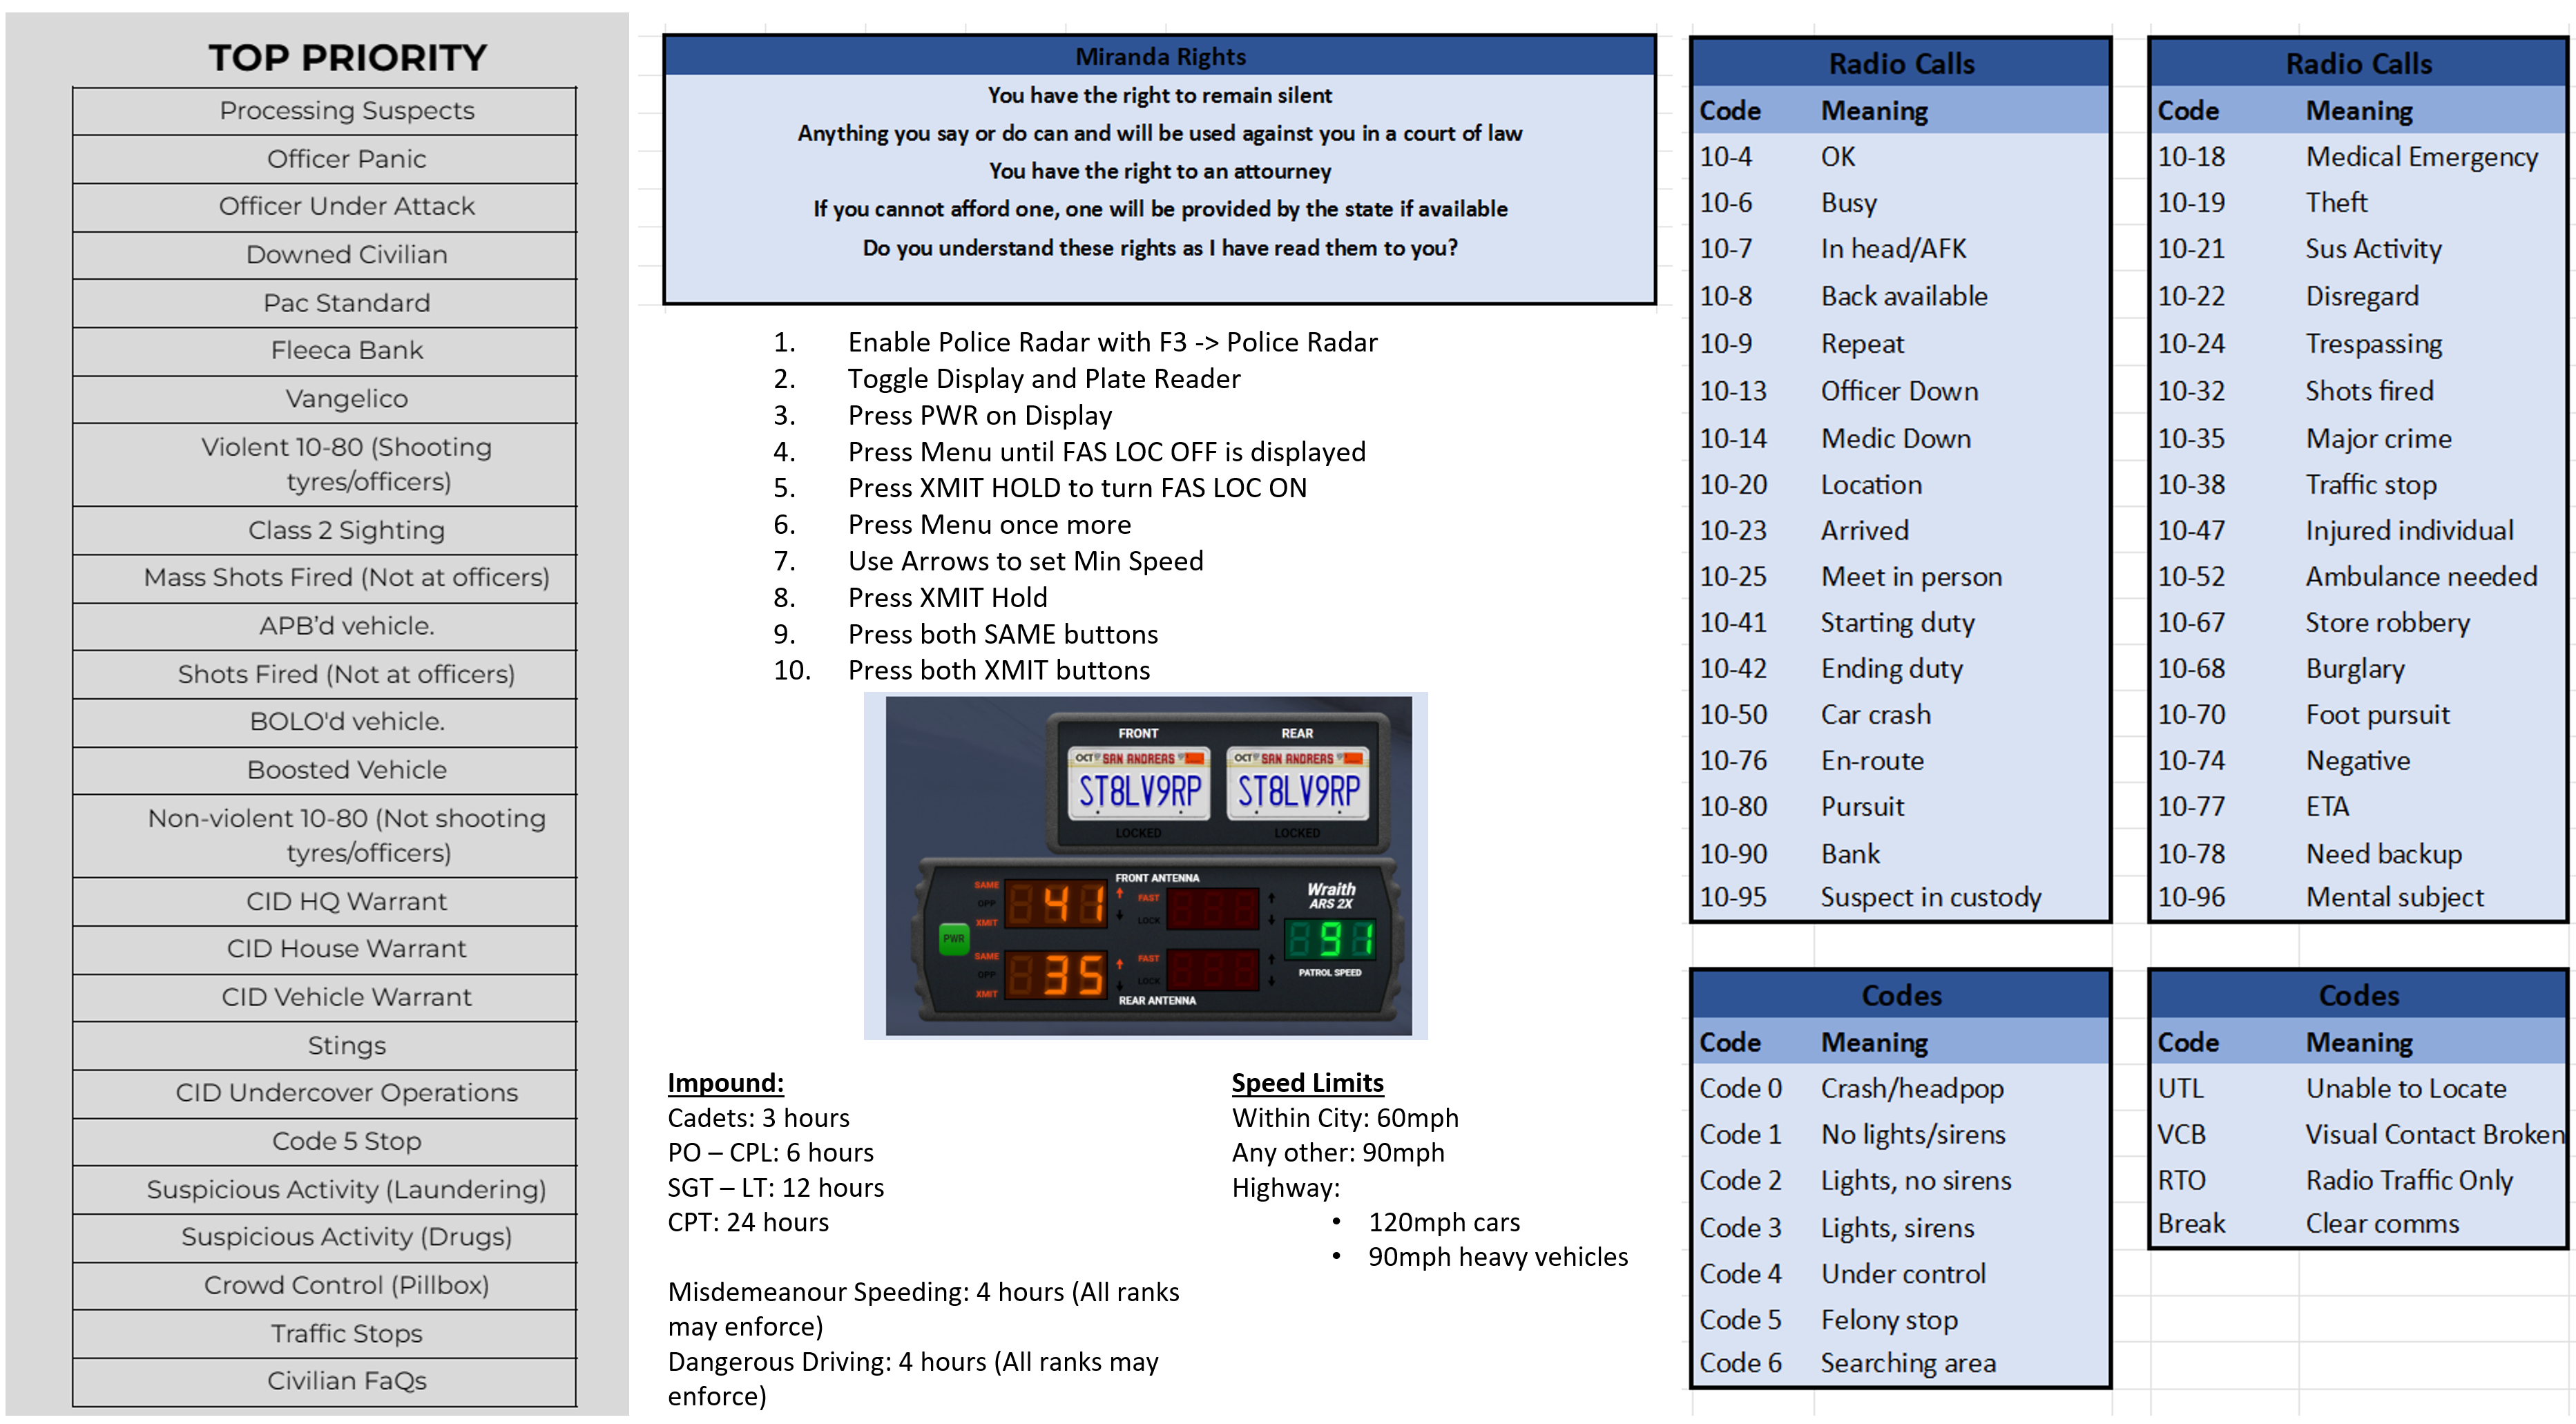 TOP PRIORITY
Processing Suspects
Officer Panic
Officer Under Attack
Downed Civilian
Pac Standard
Fleeca Bank
Vangelico
Violent 10-80 (Shooting
tyres/officers)
Class 2 Sighting
Mass Shots Fired (Not at officers)
APB'd vehicle.
Shots Fired (Not at officers)
BOLO'd vehicle.
Boosted Vehicle
Non-violent 10-80 (Not shooting
tyres/officers)
CID HQ Warrant
CID House Warrant
CID Vehicle Warrant
Stings
CID Undercover Operations
Code 5 Stop
Suspicious Activity (Laundering)
Suspicious Activity (Drugs)
Crowd Control (Pillbox)
Traffic Stops
Civilian FaQs
Miranda Rights
You have the right to remain silent
Anything you say or do can and will be used against you in a court of law
You have the right to an attourney
If you cannot afford one, one will be provided by the state if available
Do you understand these rights as I have read them to you?
1. Enable Police Radar with F3 -> Police Radar
2. Toggle Display and Plate Reader
3. Press PWR on Display
4. Press Menu until FAS LOC OFF is displayed
5. Press XMIT HOLD to turn FAS LOC ON
6. Press Menu once more
7. Use Arrows to set Min Speed
8. Press XMIT Hold
9. Press both SAME buttons
10. Press both XMIT buttons
FRONT REAR
OCT SAN ANDREAS OCT SAN ANDREAS
ST8LV9RP ST8LV9RP
LOCKED LOCKED
FRONT ANTENNA
SAME OPP XMIT 41 FAST LOCK
Wraith
ARS 2X
PWR
91
PATROL SPEED
SAME OPP XMIT 35 FAST LOCK
REAR ANTENNA
Impound:
Cadets: 3 hours
PO – CPL: 6 hours
SGT – LT: 12 hours
CPT: 24 hours
Misdemeanour Speeding: 4 hours (All ranks
may enforce)
Dangerous Driving: 4 hours (All ranks may
enforce)
Speed Limits
Within City: 60mph
Any other: 90mph
Highway:
• 120mph cars
• 90mph heavy vehicles
Radio Calls
Code Meaning
10-4 OK
10-6 Busy
10-7 In head/AFK
10-8 Back available
10-9 Repeat
10-13 Officer Down
10-14 Medic Down
10-20 Location
10-23 Arrived
10-25 Meet in person
10-41 Starting duty
10-42 Ending duty
10-50 Car crash
10-76 En-route
10-80 Pursuit
10-90 Bank
10-95 Suspect in custody
Radio Calls
Code Meaning
10-18 Medical Emergency
10-19 Theft
10-21 Sus Activity
10-22 Disregard
10-24 Trespassing
10-32 Shots fired
10-35 Major crime
10-38 Traffic stop
10-47 Injured individual
10-52 Ambulance needed
10-67 Store robbery
10-68 Burglary
10-70 Foot pursuit
10-74 Negative
10-77 ETA
10-78 Need backup
10-96 Mental subject
Codes
Code Meaning
Code 0 Crash/headpop
Code 1 No lights/sirens
Code 2 Lights, no sirens
Code 3 Lights, sirens
Code 4 Under control
Code 5 Felony stop
Code 6 Searching area
Codes
Code Meaning
UTL Unable to Locate
VCB Visual Contact Broken
RTO Radio Traffic Only
Break Clear comms